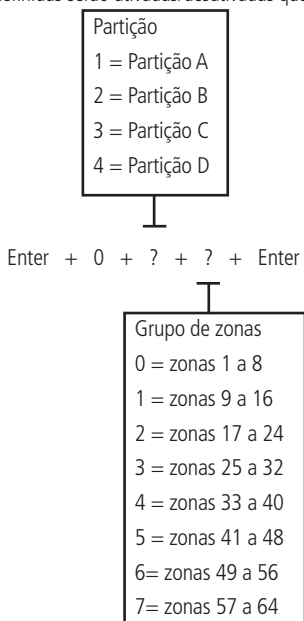 Partição
1 = Partição A
2 = Partição B
3 = Partição C
4 = Partição D
Enter + 0 + ? + ? + Enter
Grupo de zonas
0 = zonas 1 a 8
1 = zonas 9 a 16
2 = zonas 17 a 24
3 = zonas 25 a 32
4 = zonas 33 a 40
5 = zonas 41 a 48
6= zonas 49 a 56
7= zonas 57 a 64